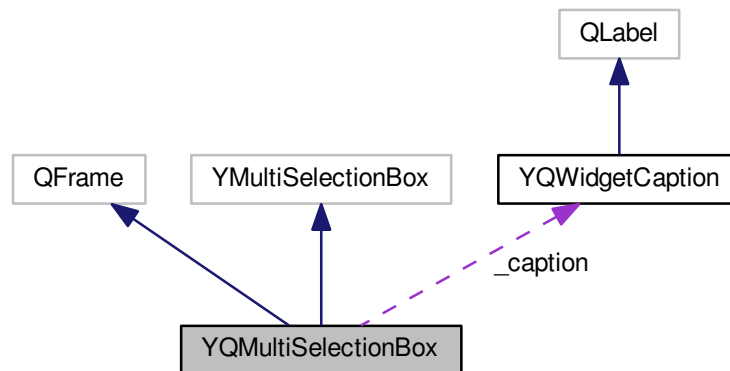 QLabel
QFrame
YMultiSelectionBox
YQWidgetCaption
_caption
YQMultiSelectionBox